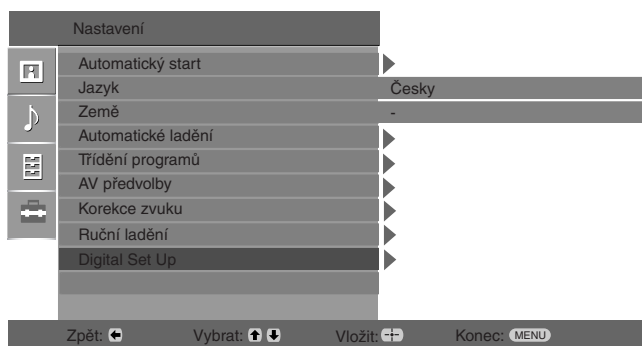 Nastavení
Automatický start
Jazyk Česky
Země -
Automatické ladění
Třídění programů
AV předvolby
Korekce zvuku
Ruční ladění
Digital Set Up
Zpět: Vybrat: Vložit: Konec: MENU